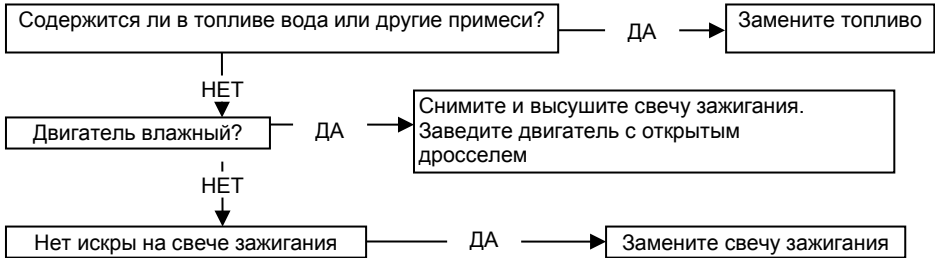 Содержится ли в топливе вода или другие примеси?
ДА
Замените топливо
НЕТ
Двигатель влажный?
ДА
Снимите и высушите свечу зажигания.
Заведите двигатель с открытым
дросселем
НЕТ
Нет искры на свече зажигания
ДА
Замените свечу зажигания